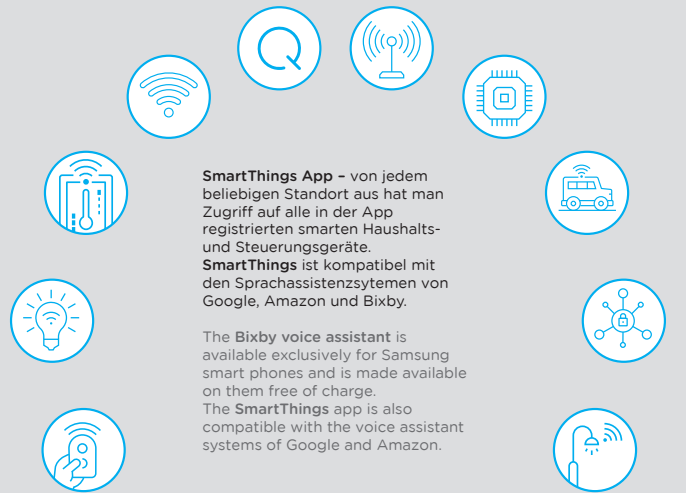 SmartThings App – von jedem
beliebigen Standort aus hat man
Zugriff auf alle in der App
registrierten smarten Haushalts-
und Steuerungsgeräte.
SmartThings ist kompatibel mit
den Sprachassistenzsytemen von
Google, Amazon und Bixby.
The Bixby voice assistant is
available exclusively for Samsung
smart phones and is made available
on them free of charge.
The SmartThings app is also
compatible with the voice assistant
systems of Google and Amazon.